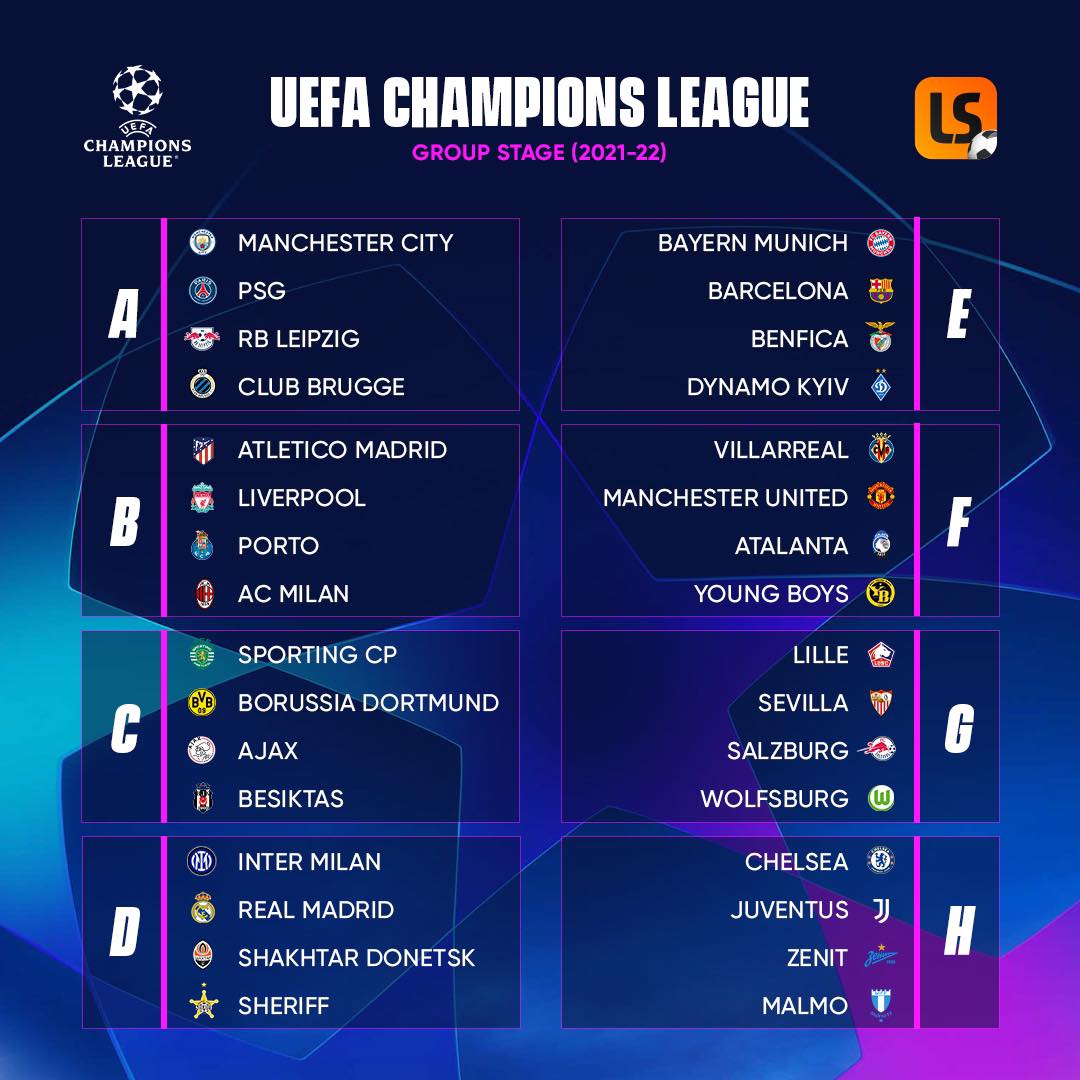 UEFA
CHAMPIONS
LEAGUE
UEFA CHAMPIONS LEAGUE
GROUP STAGE (2021-22)
LS
A
MANCHESTER CITY
PSG
RB LEIPZIG
CLUB BRUGGE
B
ATLETICO MADRID
LIVERPOOL
PORTO
AC MILAN
C
SPORTING CP
BORUSSIA DORTMUND
AJAX
BESIKTAS
D
INTER MILAN
REAL MADRID
SHAKHTAR DONETSK
SHERIFF
BAYERN MUNICH
BARCELONA
BENFICA
DYNAMO KYIV
E
VILLARREAL
MANCHESTER UNITED
ATALANTA
YOUNG BOYS
F
LILLE
SEVILLA
SALZBURG
WOLFSBURG
G
CHELSEA
JUVENTUS
ZENIT
MALMO
H